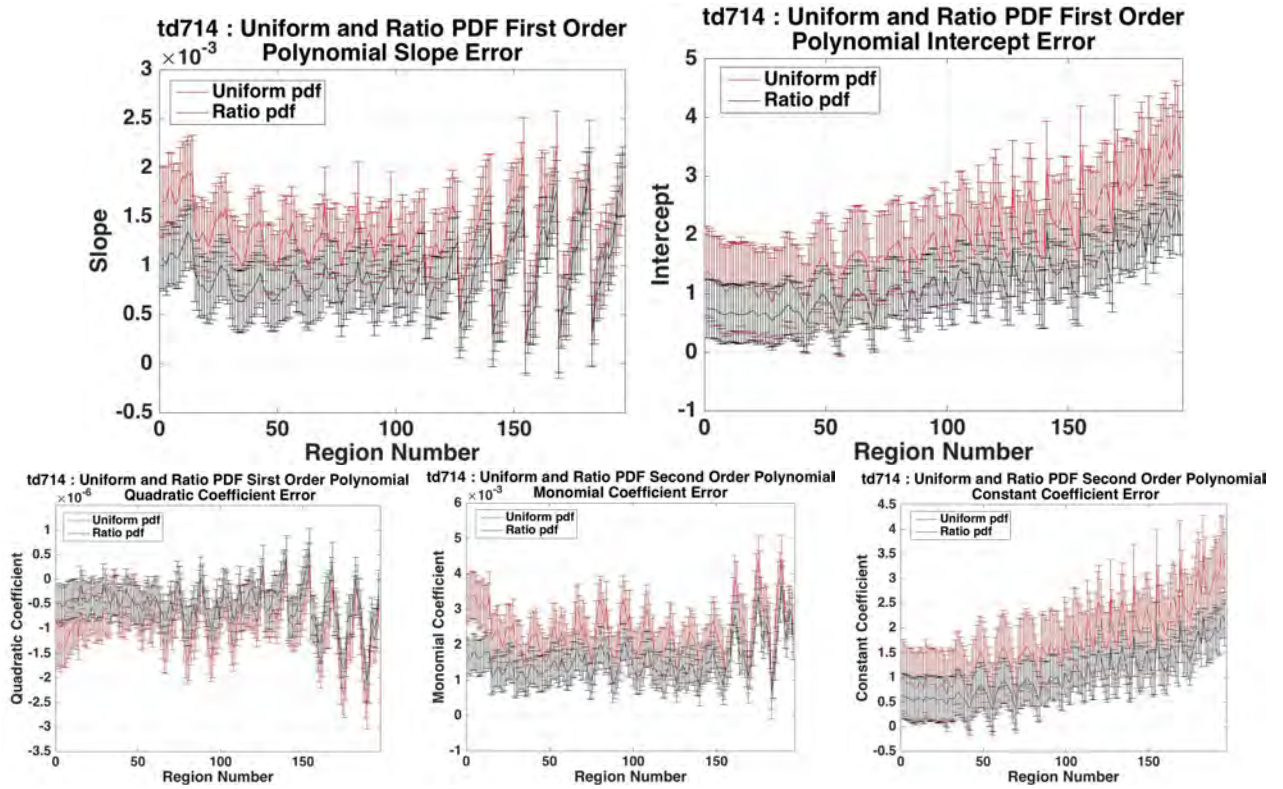 td714 : Uniform and Ratio PDF First Order
Polynomial Slope Error
×10⁻³
3
2.5
2
1.5
1
0.5
0
-0.5
Slope
Uniform pdf
Ratio pdf
0
50
100
150
Region Number
td714 : Uniform and Ratio PDF First Order
Polynomial Intercept Error
5
4
3
2
1
0
-1
Intercept
Uniform pdf
Ratio pdf
0
50
100
150
Region Number
td714 : Uniform and Ratio PDF Sirst Order Polynomial
Quadratic Coefficient Error
×10⁻⁶
1
0.5
0
-0.5
-1
-1.5
-2
-2.5
-3
-3.5
Quadratic Coefficient
Uniform pdf
Ratio pdf
0
50
100
150
Region Number
td714 : Uniform and Ratio PDF Second Order Polynomial
Monomial Coefficient Error
×10⁻³
6
5
4
3
2
1
0
-1
Monomial Coefficient
Uniform pdf
Ratio pdf
0
50
100
150
Region Number
td714 : Uniform and Ratio PDF Second Order Polynomial
Constant Coefficient Error
4.5
4
3.5
3
2.5
2
1.5
1
0.5
0
-0.5
Constant Coefficient
Uniform pdf
Ratio pdf
0
50
100
150
Region Number